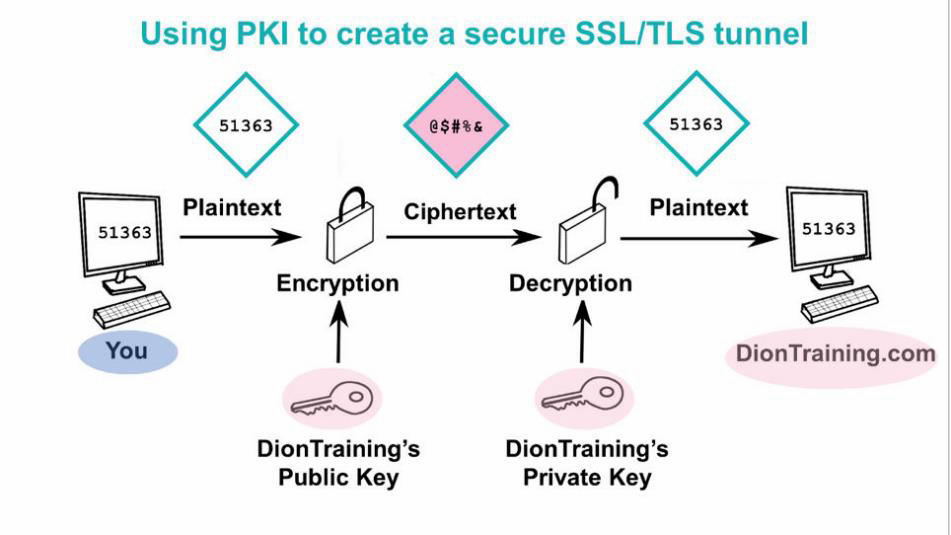 Using PKI to create a secure SSL/TLS tunnel
51363
@$#%&
51363
Plaintext
Ciphertext
Plaintext
51363
51363
Encryption
Decryption
You
DionTraining.com
DionTraining’s
Public Key
DionTraining’s
Private Key